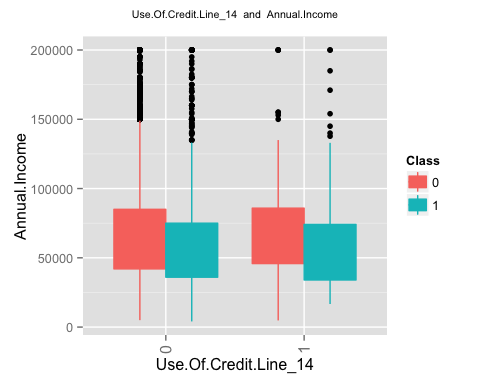 Use.Of.Credit.Line_14 and Annual.Income
200000
150000
100000
50000
0
Annual.Income
0
1
Use.Of.Credit.Line_14
Class
0
1